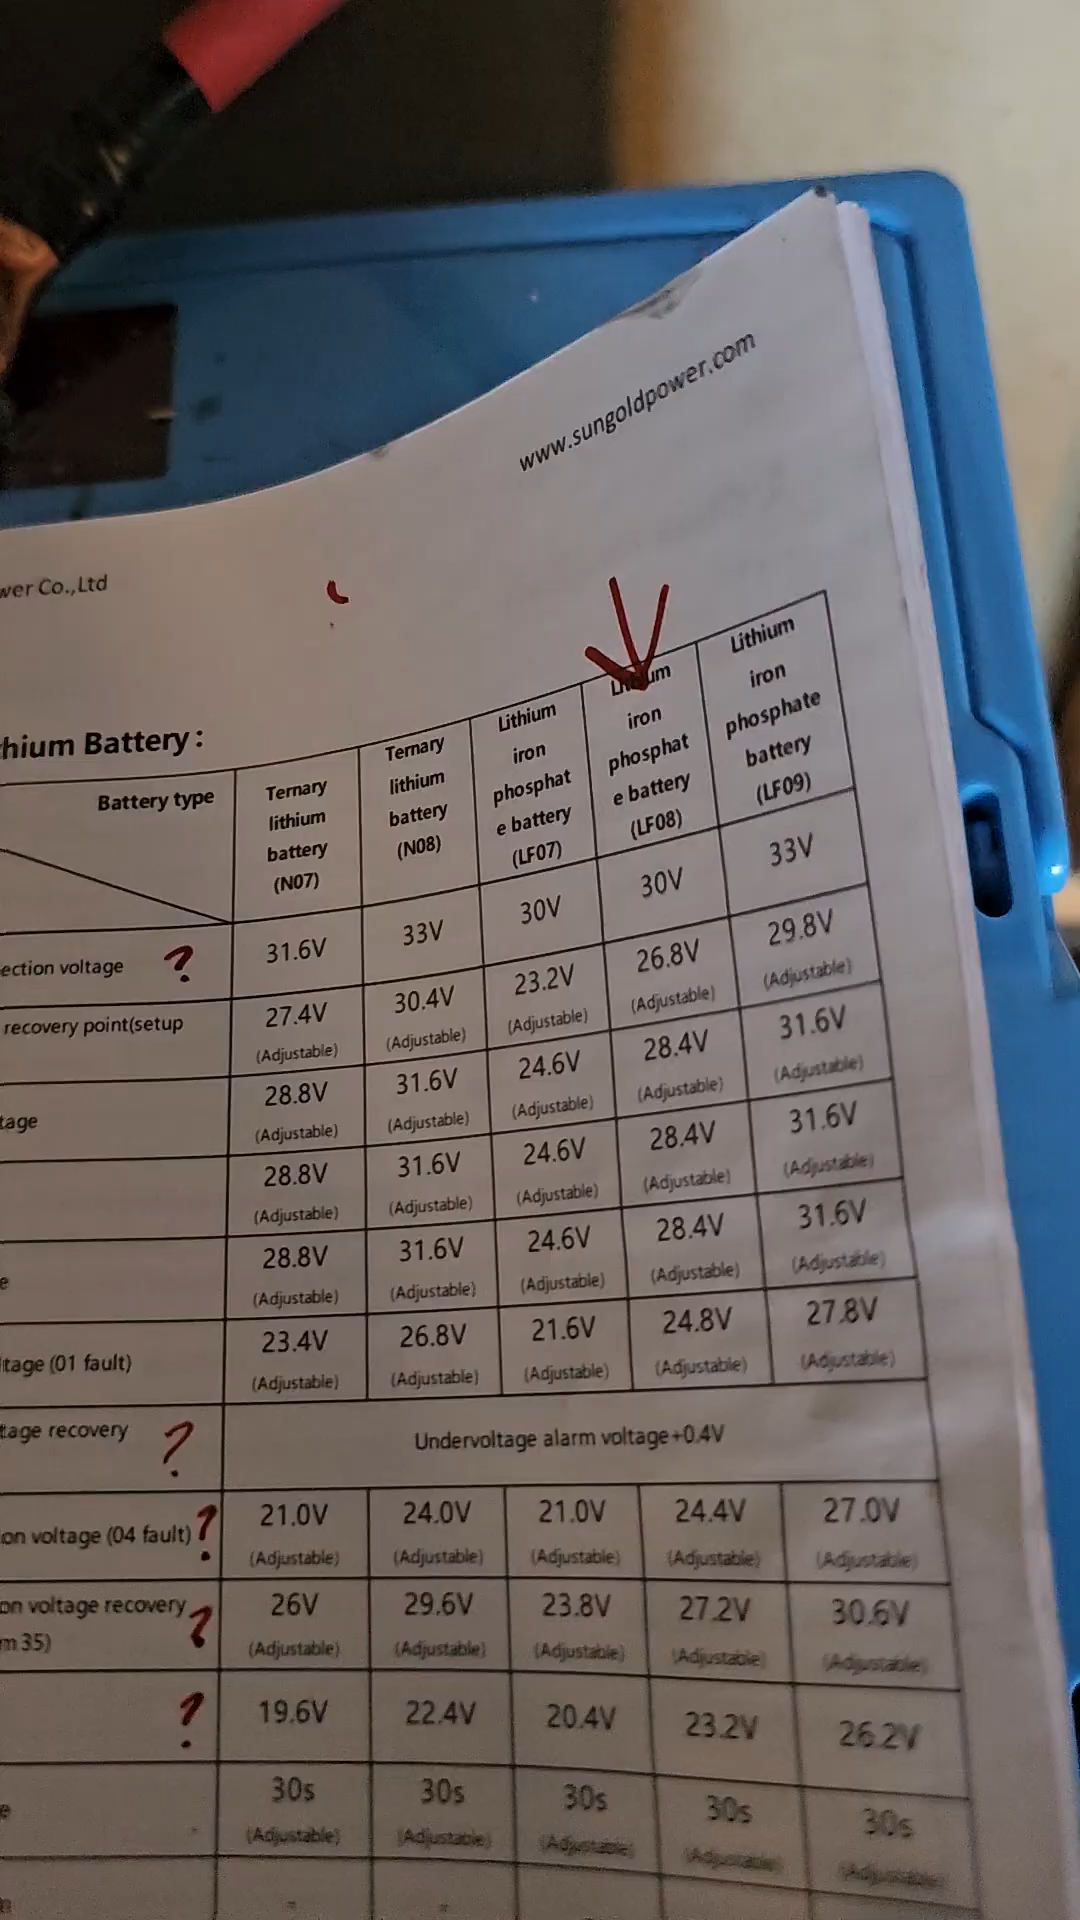 www.sungoldpower.com
wer Co.,Ltd
hium Battery:
Battery type
Ternary
lithium
battery
(N07)
Ternary
lithium
battery
(N08)
Lithium
iron
phosphat
e battery
(LF07)
Lithium
iron
phosphat
e battery
(LF08)
Lithium
iron
phosphate
battery
(LF09)
ection voltage ? 31.6V 33V 30V 30V 33V
recovery point(setup 27.4V 30.4V 23.2V 26.8V 29.8V
(Adjustable) (Adjustable) (Adjustable) (Adjustable) (Adjustable)
tage 28.8V 31.6V 24.6V 28.4V 31.6V
(Adjustable) (Adjustable) (Adjustable) (Adjustable) (Adjustable)
28.8V 31.6V 24.6V 28.4V 31.6V
(Adjustable) (Adjustable) (Adjustable) (Adjustable) (Adjustable)
e 28.8V 31.6V 24.6V 28.4V 31.6V
(Adjustable) (Adjustable) (Adjustable) (Adjustable) (Adjustable)
ltage (01 fault) 23.4V 26.8V 21.6V 24.8V 27.8V
(Adjustable) (Adjustable) (Adjustable) (Adjustable) (Adjustable)
tage recovery ? Undervoltage alarm voltage+0.4V
ion voltage (04 fault) ? 21.0V 24.0V 21.0V 24.4V 27.0V
(Adjustable) (Adjustable) (Adjustable) (Adjustable) (Adjustable)
on voltage recovery ? 26V 29.6V 23.8V 27.2V 30.6V
m 35) (Adjustable) (Adjustable) (Adjustable) (Adjustable) (Adjustable)
? 19.6V 22.4V 20.4V 23.2V 26.2V
e 30s 30s 30s 30s 30s
(Adjustable) (Adjustable) (Adjustable) (Adjustable) (Adjustable)